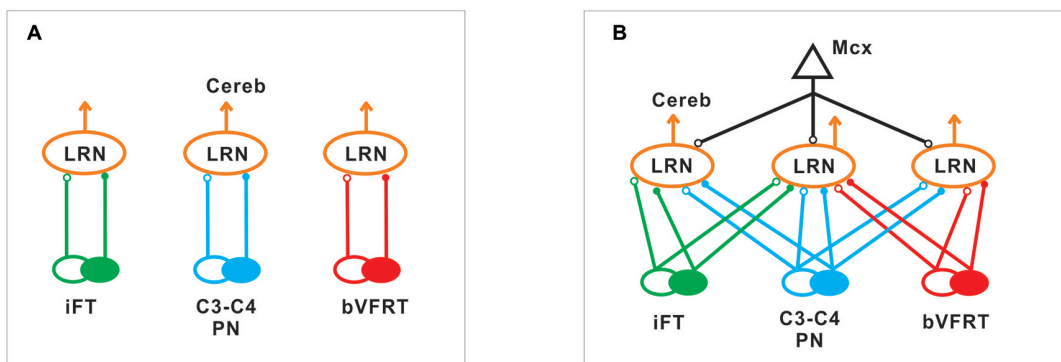 A
Cereb
LRN
LRN
LRN
iFT
C3-C4
PN
bVFRT
B
Mcx
Cereb
LRN
LRN
LRN
iFT
C3-C4
PN
bVFRT